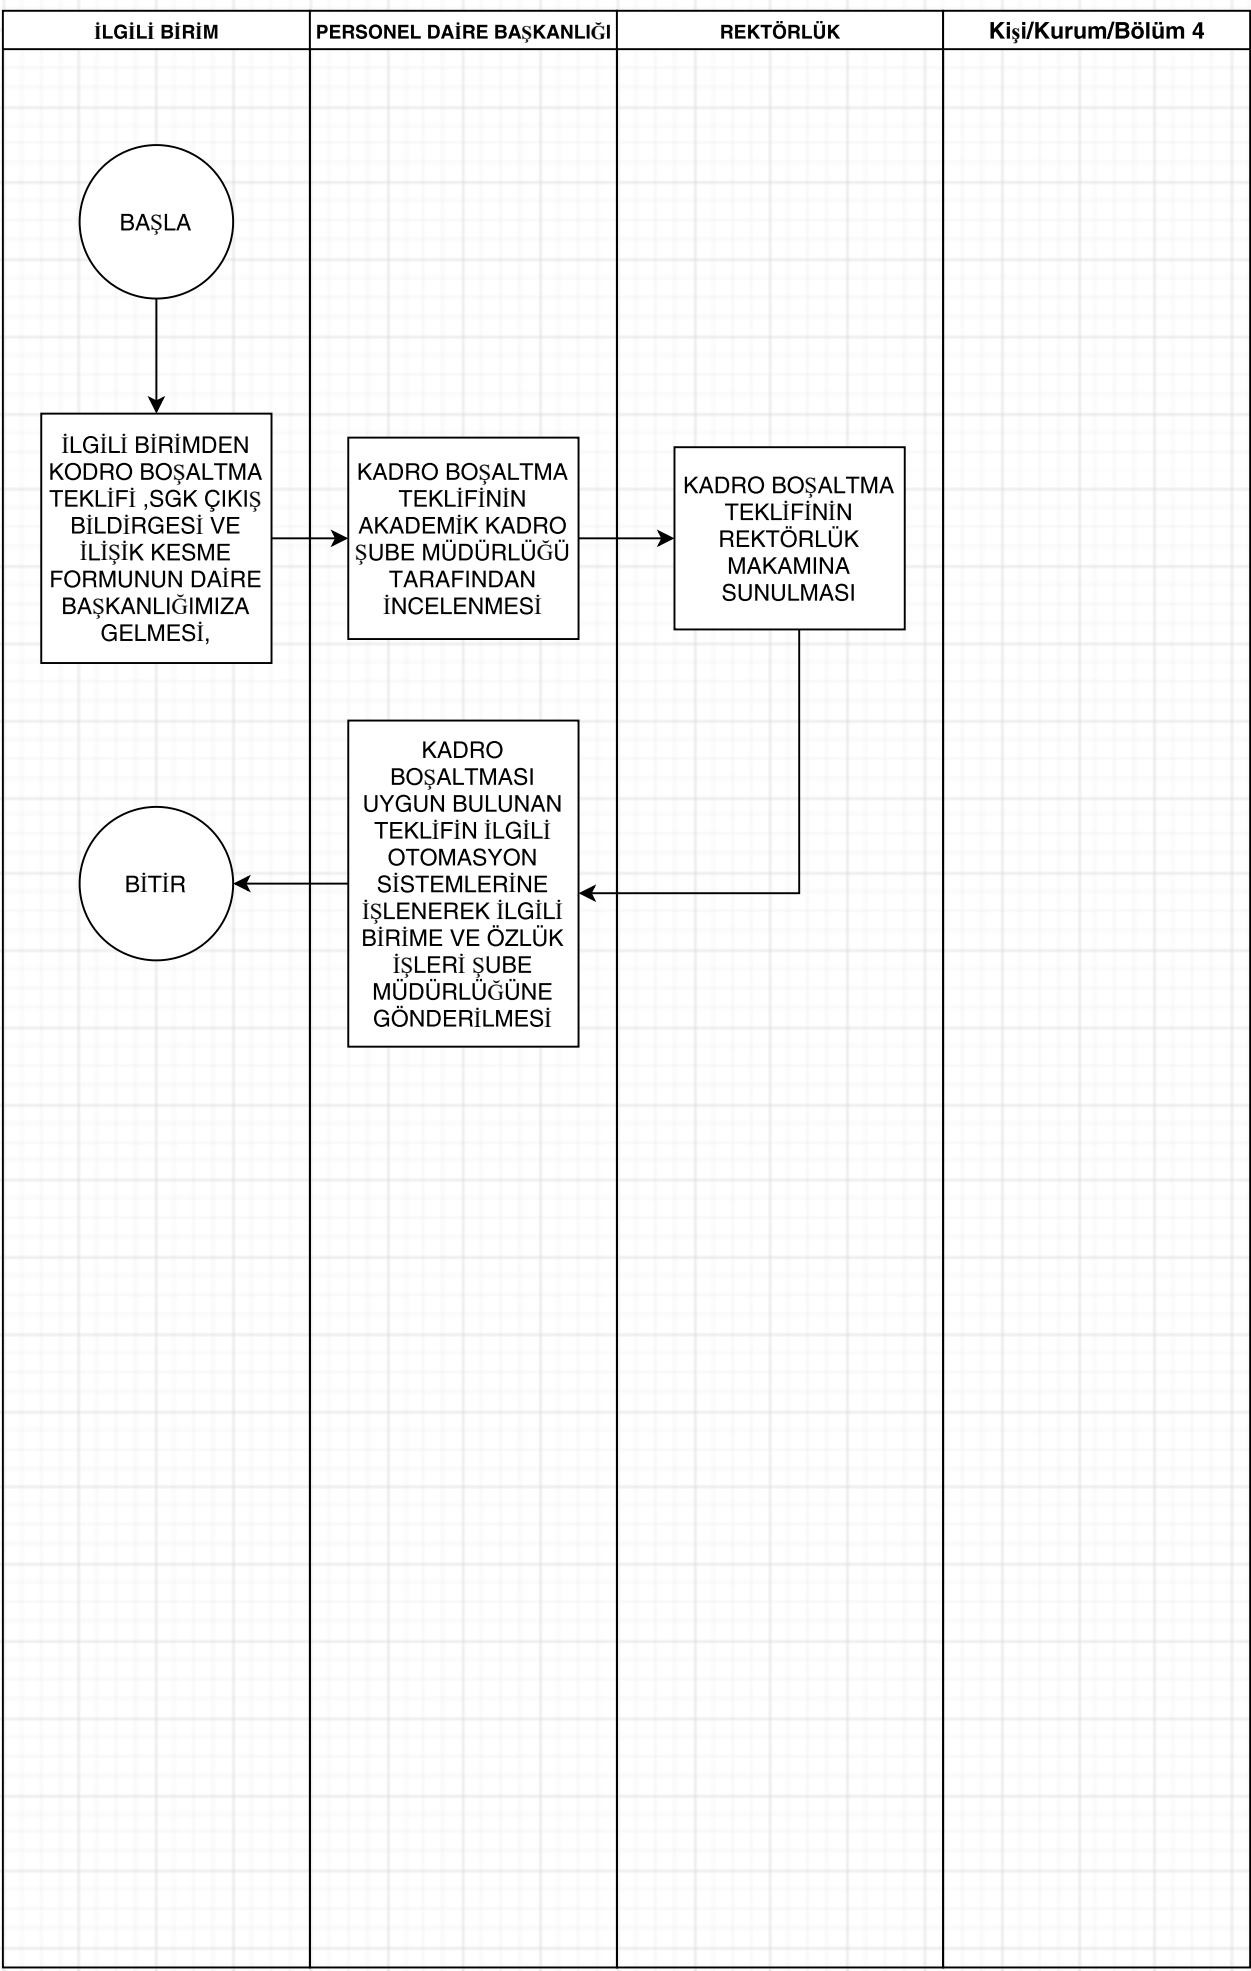 İLGİLİ BİRİM
PERSONEL DAİRE BAŞKANLIĞI
REKTÖRLÜK
Kişi/Kurum/Bölüm 4
BAŞLA
İLGİLİ BİRİMDEN
KODRO BOŞALTMA
TEKLİFİ ,SGK ÇIKIŞ
BİLDİRGESİ VE
İLİŞİK KESME
FORMUNUN DAİRE
BAŞKANLIĞIMIZA
GELMESİ,
KADRO BOŞALTMA
TEKLİFİNİN
AKADEMİK KADRO
ŞUBE MÜDÜRLÜĞÜ
TARAFINDAN
İNCELENMESİ
KADRO BOŞALTMA
TEKLİFİNİN
REKTÖRLÜK
MAKAMINA
SUNULMASI
KADRO
BOŞALTMASI
UYGUN BULUNAN
TEKLİFİN İLGİLİ
OTOMASYON
SİSTEMLERİNE
İŞLENEREK İLGİLİ
BİRİME VE ÖZLÜK
İŞLERİ ŞUBE
MÜDÜRLÜĞÜNE
GÖNDERİLMESİ
BİTİR